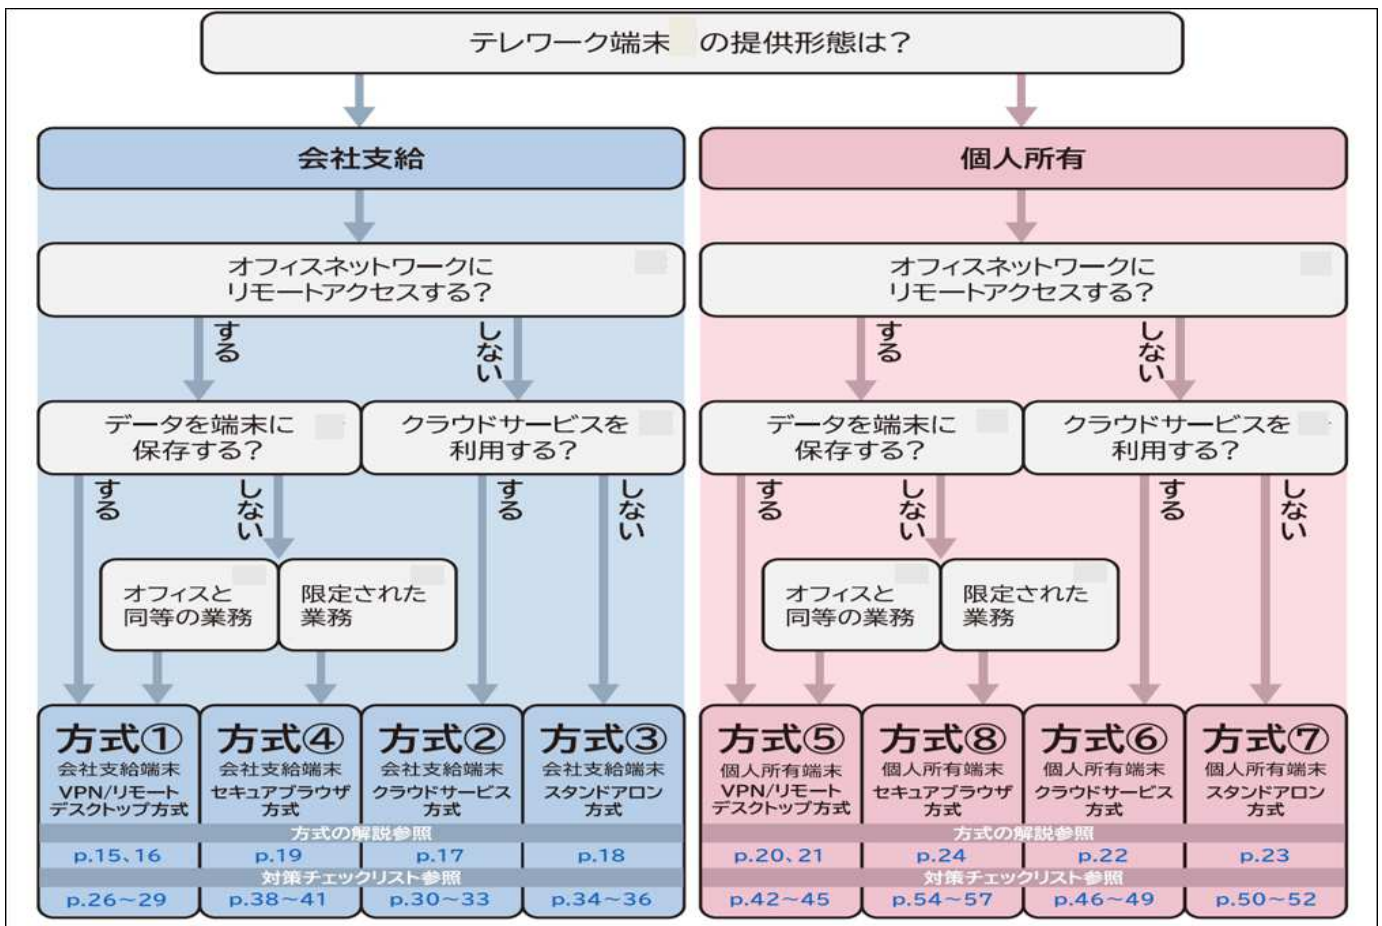 テレワーク端末 の提供形態は?
会社支給
個人所有
オフィスネットワークに
リモートアクセスする?
オフィスネットワークに
リモートアクセスする?
する
しない
する
しない
データを端末に
保存する?
クラウドサービスを
利用する?
データを端末に
保存する?
クラウドサービスを
利用する?
する
しない
する
しない
する
しない
する
しない
オフィスと
同等の業務
限定された
業務
オフィスと
同等の業務
限定された
業務
方式①
会社支給端末
VPN/リモート
デスクトップ方式
方式④
会社支給端末
セキュアブラウザ
方式
方式②
会社支給端末
クラウドサービス
方式
方式③
会社支給端末
スタンドアロン
方式
方式⑤
個人所有端末
VPN/リモート
デスクトップ方式
方式⑧
個人所有端末
セキュアブラウザ
方式
方式⑥
個人所有端末
クラウドサービス
方式
方式⑦
個人所有端末
スタンドアロン
方式
方式の解説参照
方式の解説参照
p.15、16
p.19
p.17
p.18
p.20、21
p.24
p.22
p.23
対策チェックリスト参照
対策チェックリスト参照
p.26~29
p.38~41
p.30~33
p.34~36
p.42~45
p.54~57
p.46~49
p.50~52